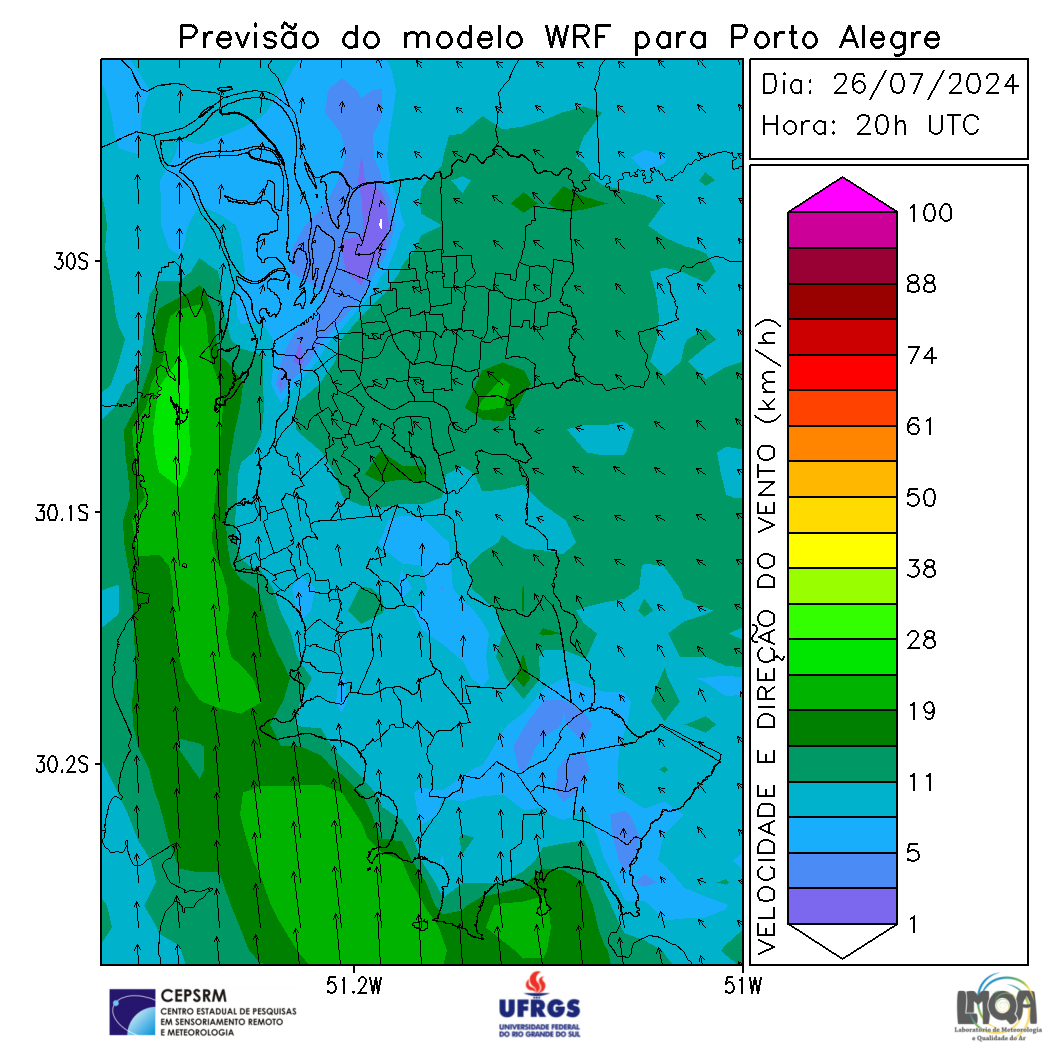 Previsão do modelo WRF para Porto Alegre
Dia: 26/07/2024
Hora: 20h UTC
30S
30.1S
30.2S
51.2W
51W
VELOCIDADE E DIREÇÃO DO VENTO (km/h)
100
88
74
61
50
38
28
19
11
5
1
CEPSRM
CENTRO ESTADUAL DE PESQUISAS
EM SENSORIAMENTO REMOTO
E METEOROLOGIA
UFRGS
UNIVERSIDADE FEDERAL
DO RIO GRANDE DO SUL
LMQA
Laboratório de Meteorologia
e Qualidade do Ar